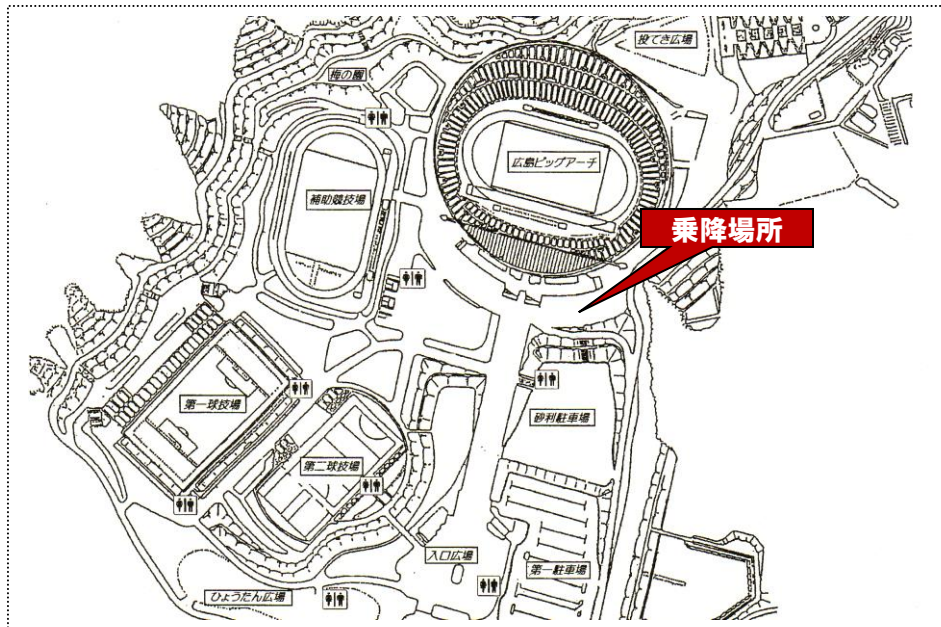 投てき広場
梅の園
広島ビッグアーチ
補助競技場
乗降場所
第一球技場
砂利駐車場
第二球技場
入口広場
第一駐車場
ひょうたん広場